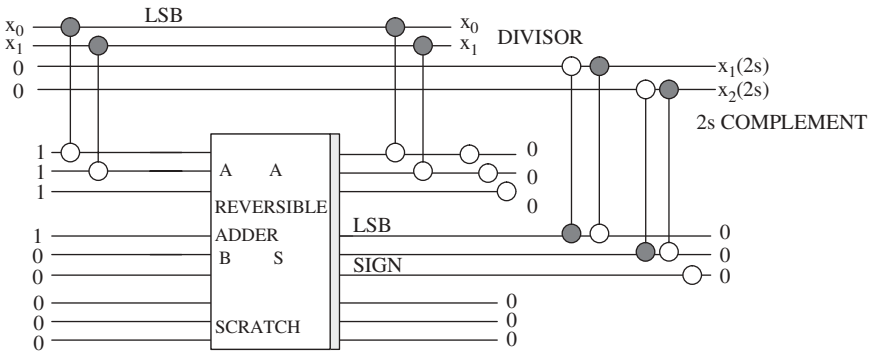 LSB
x0 x0
x1 x1
DIVISOR
0 x1(2s)
0 x2(2s)
2s COMPLEMENT
1 0
1 A A 0
1 0
REVERSIBLE
LSB
1 ADDER 0
0 B S 0
SIGN
0 0
0 0
0 SCRATCH 0
0 0